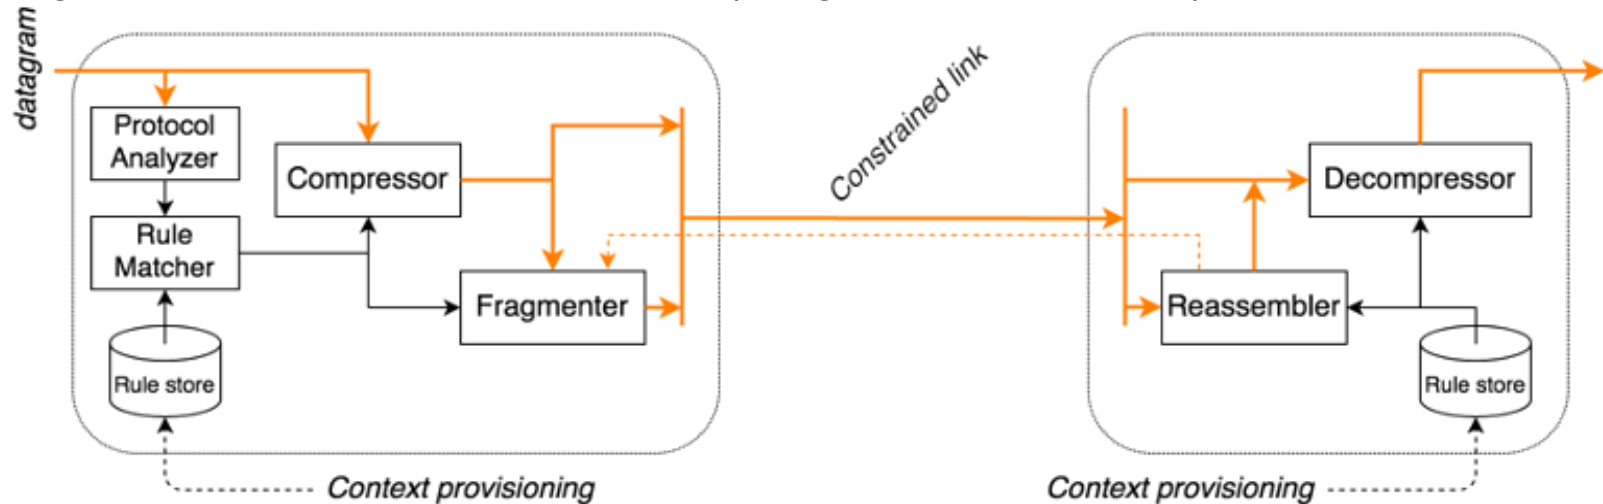 datagram
Protocol
Analyzer
Compressor
Rule
Matcher
Fragmenter
Rule store
Context provisioning
Constrained link
Decompressor
Reassembler
Rule store
Context provisioning